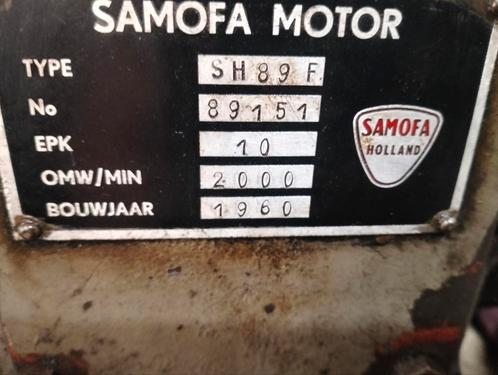 SAMOFA MOTOR
TYPE SH89F
No 89151
EPK 10
OMW/MIN 2000
BOUWJAAR 1960
SAMOFA
HOLLAND